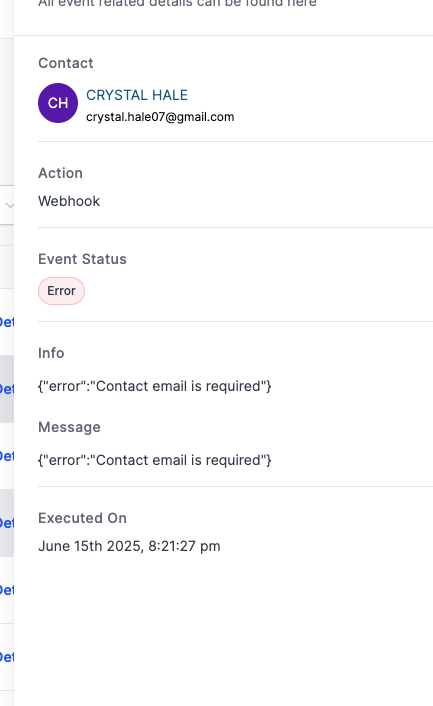 All event related details can be found here
Contact
CH
CRYSTAL HALE
crystal.hale07@gmail.com
Action
Webhook
Event Status
Error
Det
Info
Det
{"error":"Contact email is required"}
Message
Det
{"error":"Contact email is required"}
Executed On
Det
June 15th 2025, 8:21:27 pm
Det
Det